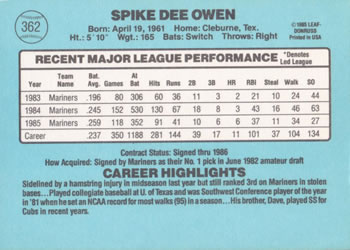 362
SPIKE DEE OWEN
Born: April 19, 1961 Home: Cleburne, Tex.
Ht: 5' 10" Wgt: 165 Bats: Switch Throws: Right
©1985 LEAF-
DONRUSS
Printed in USA
RECENT MAJOR LEAGUE PERFORMANCE *Denotes Led League
Year Team Name Bat. Avg. Games At Bat Hits Runs 2B 3B HR RBI Steal Walk SO
1983 Mariners .196 80 306 60 36 11 3 2 21 10 24 44
1984 Mariners .245 152 530 130 67 18 8 3 43 16 46 63
1985 Mariners .259 118 352 91 41 10 6 6 37 11 34 27
Career .237 350 1188 281 144 39 17 11 101 37 104 134
Contract Status: Signed thru 1986
How Acquired: Signed by Mariners as their No. 1 pick in June 1982 amateur draft
CAREER HIGHLIGHTS
Sidelined by a hamstring injury in midseason last year but still ranked 3rd on Mariners in stolen
bases...Played collegiate baseball at U. of Texas and was Southwest Conference player of the year
in '81 when he set an NCAA record for most walks (95) in a season...His brother, Dave, played SS for
Cubs in recent years.